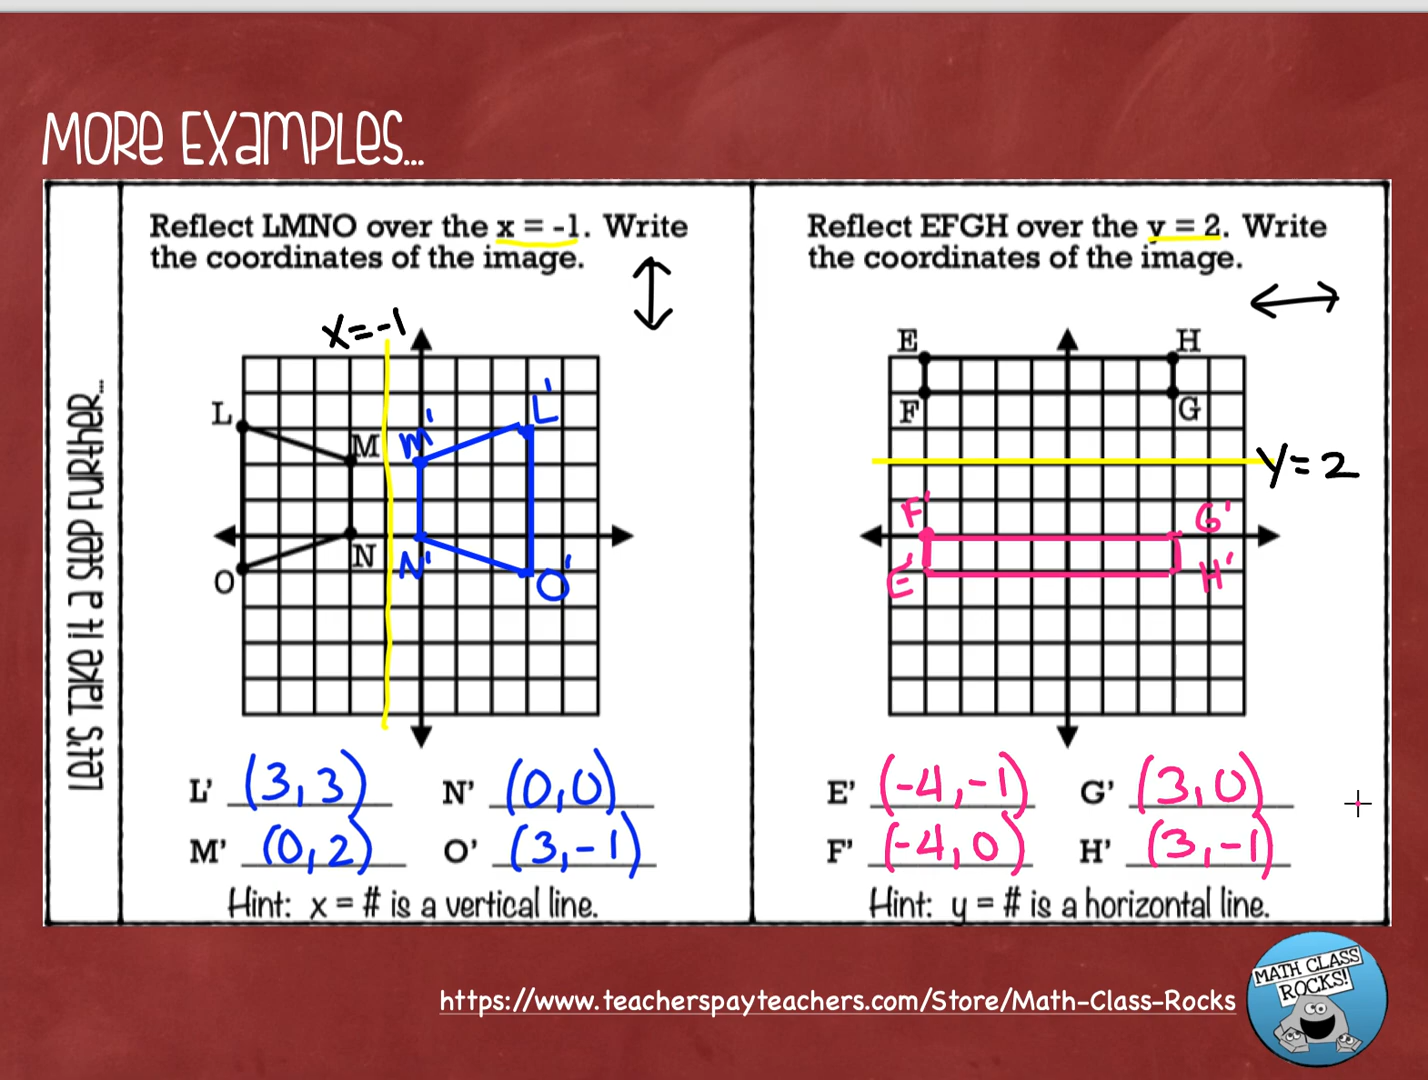 More Examples...
Let's Take it a Step Further...
Reflect LMNO over the x = -1. Write
the coordinates of the image.
x=-1
L
M
N
O
M'
L'
N'
O'
L' (3,3)
N' (0,0)
M' (0,2)
O' (3,-1)
Hint: x = # is a vertical line.
Reflect EFGH over the y = 2. Write
the coordinates of the image.
E
H
F
G
y=2
F'
G'
E'
H'
E' (-4,-1)
G' (3,0)
F' (-4,0)
H' (3,-1)
Hint: y = # is a horizontal line.
https://www.teacherspayteachers.com/Store/Math-Class-Rocks
MATH CLASS
ROCKS!